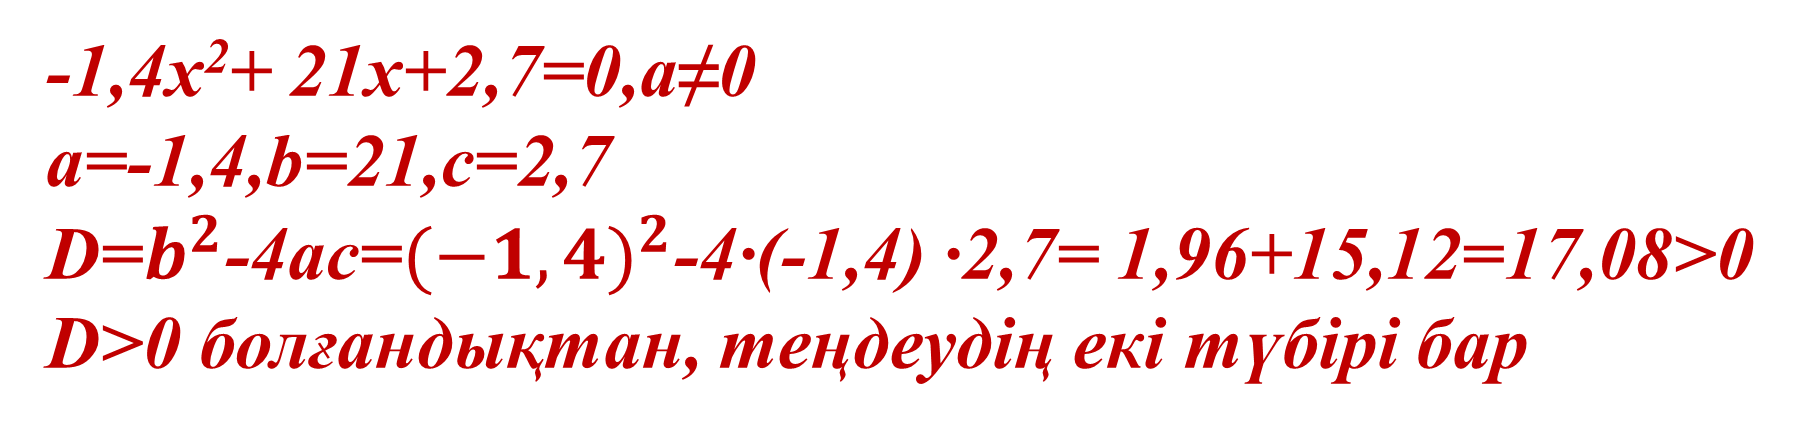 -1,4x²+ 21x+2,7=0,a≠0
a=-1,4,b=21,c=2,7
D=b²-4ac=(−1,4)²-4·(-1,4) ·2,7= 1,96+15,12=17,08>0
D>0 болғандықтан, теңдеудің екі түбірі бар